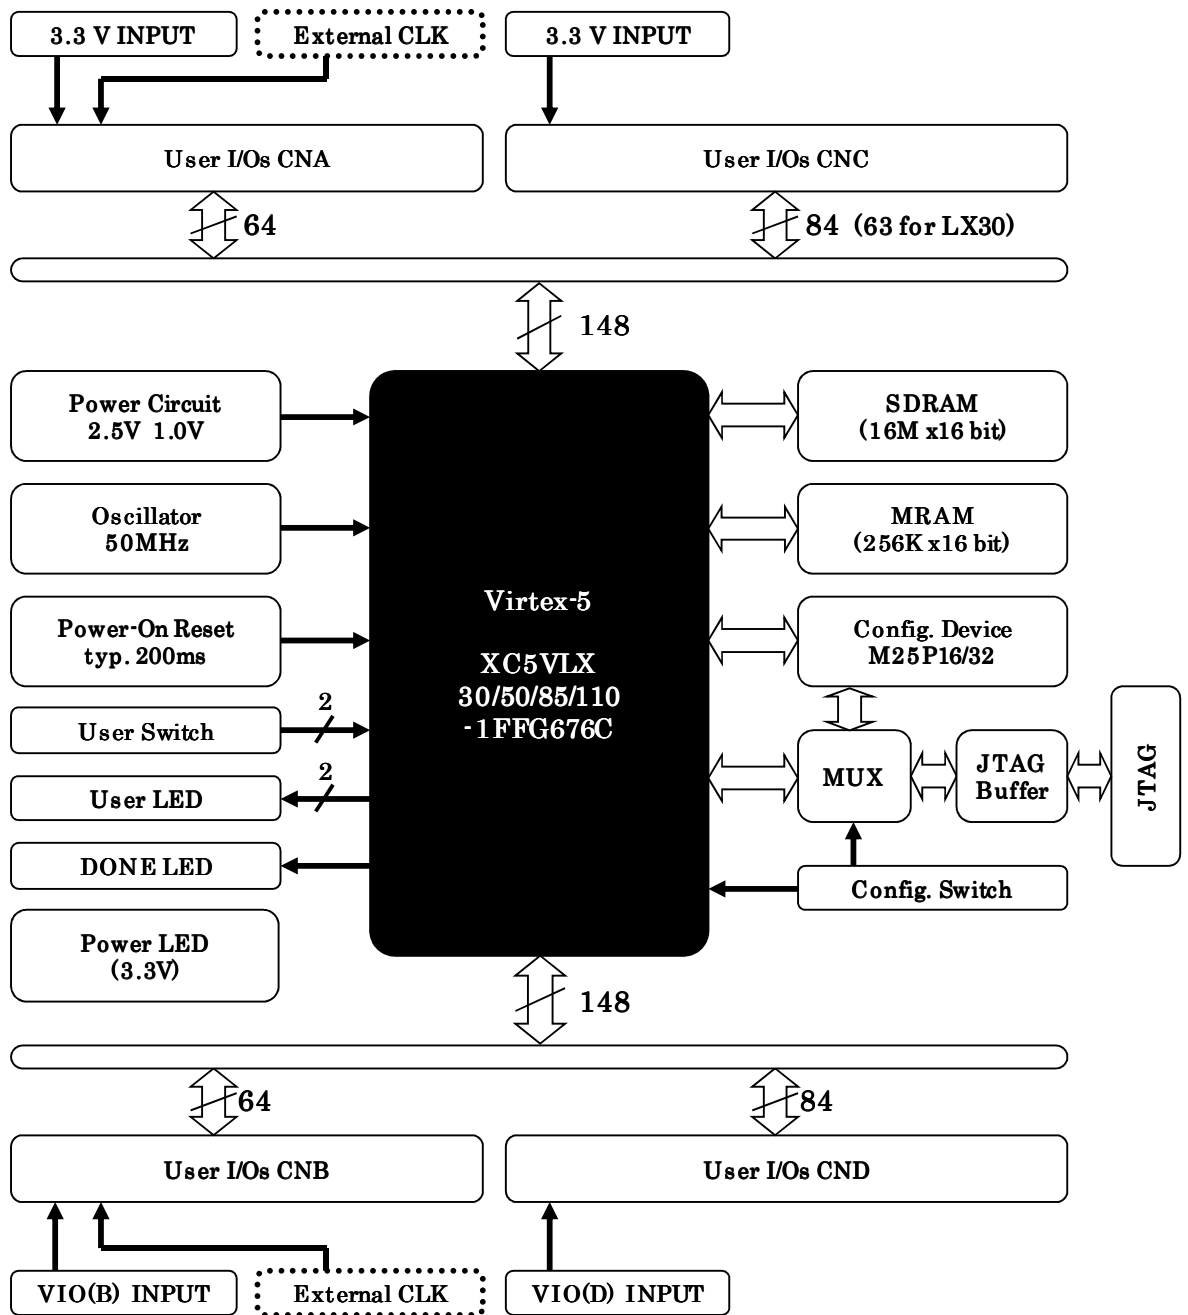 3.3 V INPUT
External CLK
3.3 V INPUT
User I/Os CNA
User I/Os CNC
64
84 (63 for LX30)
148
Power Circuit
2.5V 1.0V
SDRAM
(16M x16 bit)
Oscillator
50MHz
MRAM
(256K x16 bit)
Virtex-5
XC5VLX
30/50/85/110
-1FFG676C
Power-On Reset
typ. 200ms
Config. Device
M25P16/32
2
User Switch
2
User LED
MUX
JTAG
Buffer
JTAG
DONE LED
Config. Switch
Power LED
(3.3V)
148
64
84
User I/Os CNB
User I/Os CND
VIO(B) INPUT
External CLK
VIO(D) INPUT